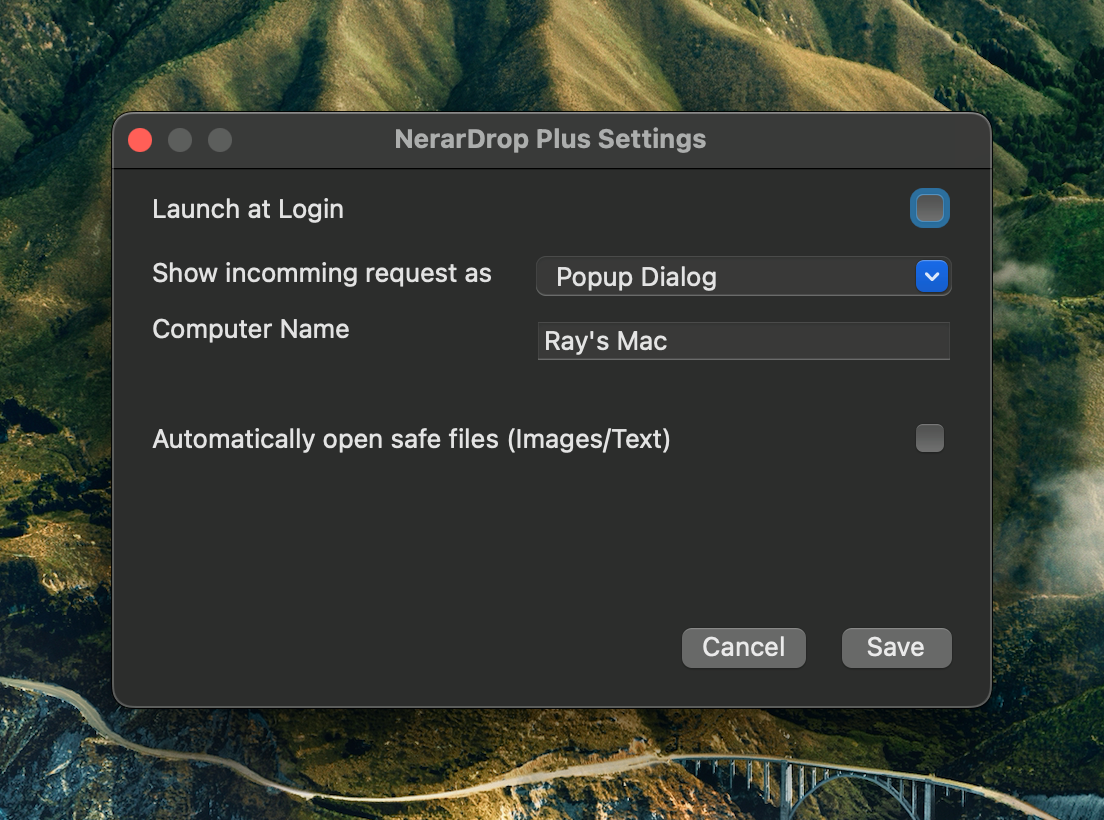 NerarDrop Plus Settings
Launch at Login
Show incomming request as
Popup Dialog
Computer Name
Ray's Mac
Automatically open safe files (Images/Text)
Cancel
Save